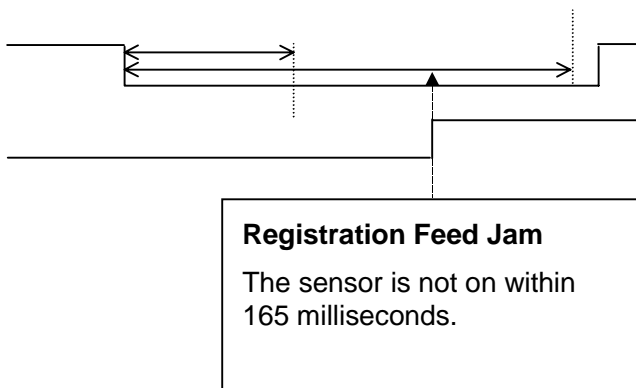 Registration Feed Jam
The sensor is not on within
165 milliseconds.